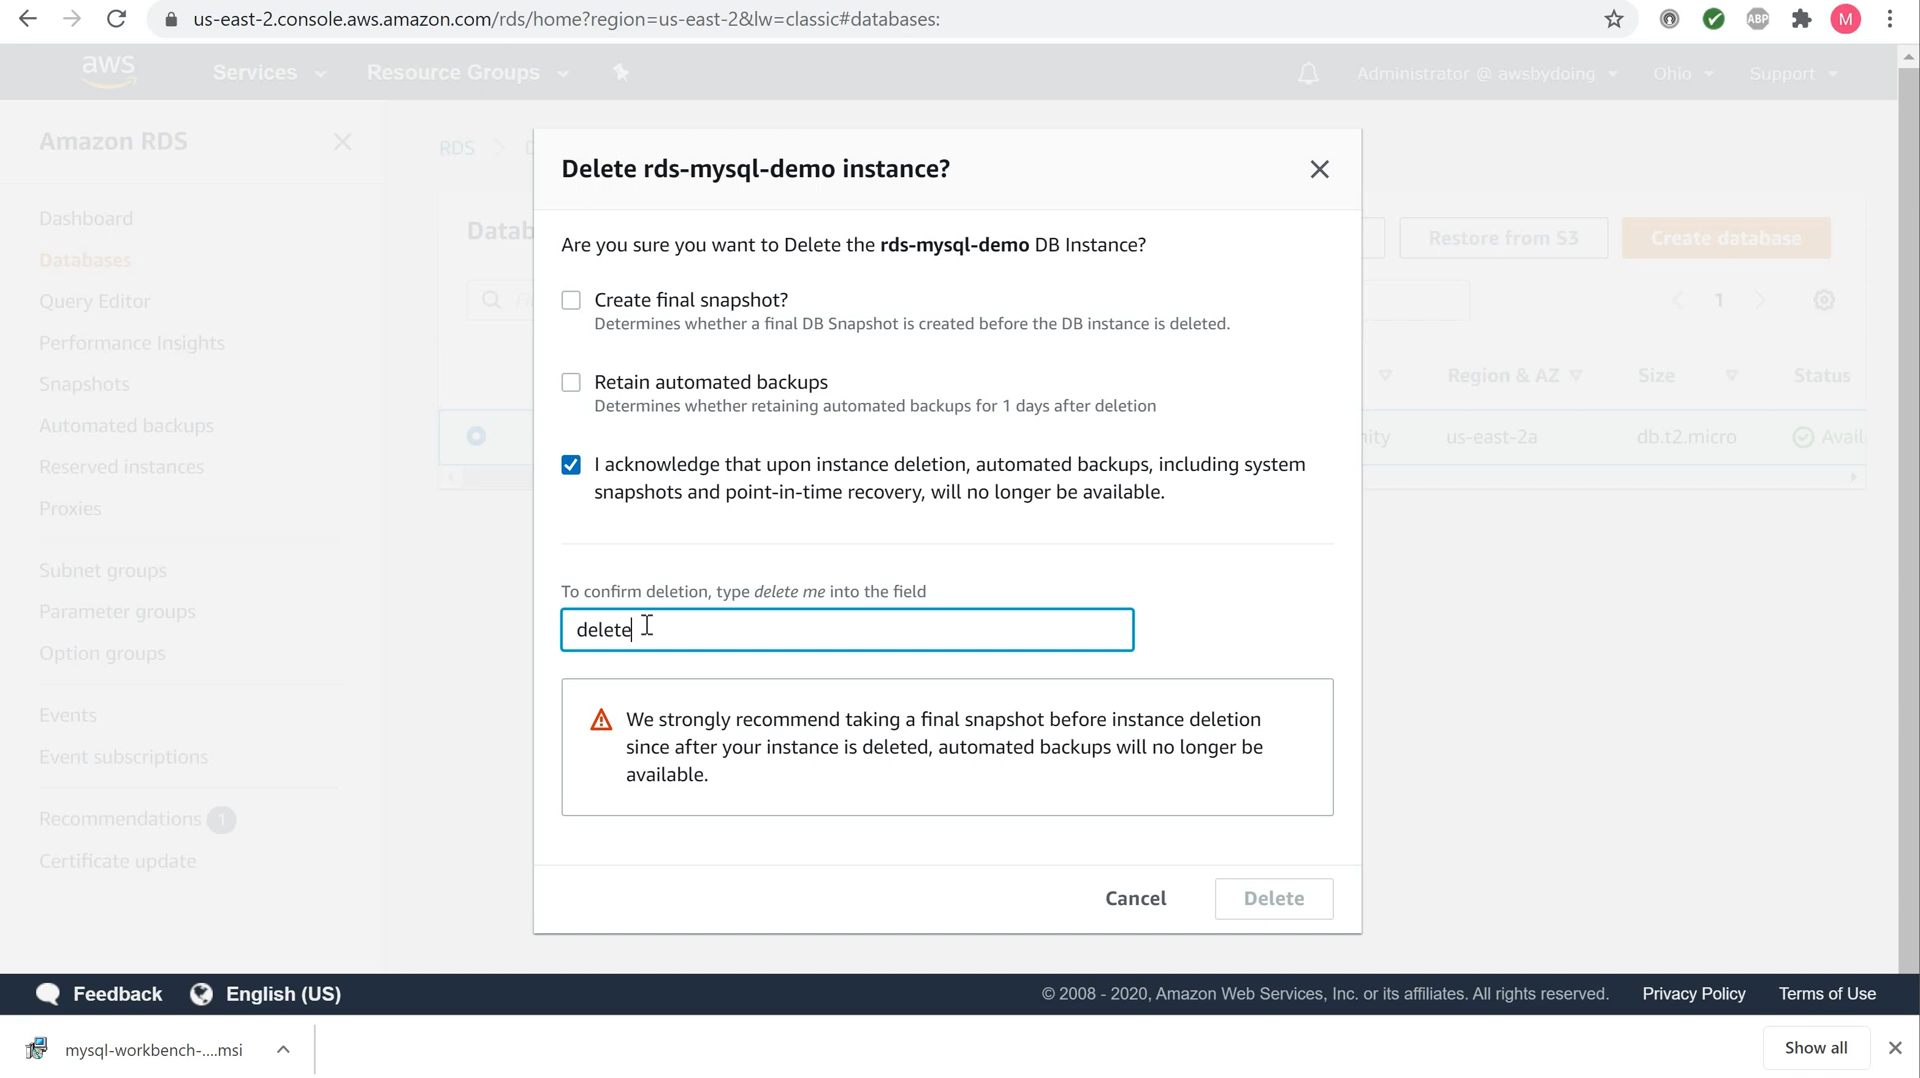 us-east-2.console.aws.amazon.com/rds/home?region=us-east-2&lw=classic#databases:
ABP
M
aws
Services
Resource Groups
Administrator @ awsbydoing
Ohio
Support
Amazon RDS
Dashboard
Databases
Query Editor
Performance Insights
Snapshots
Automated backups
Reserved instances
Proxies
Subnet groups
Parameter groups
Option groups
Events
Event subscriptions
Recommendations 1
Certificate update
RDS
Restore from S3
Create database
1
Region & AZ
Size
Status
us-east-2a
db.t2.micro
Delete rds-mysql-demo instance?
Are you sure you want to Delete the rds-mysql-demo DB Instance?
Create final snapshot?
Determines whether a final DB Snapshot is created before the DB instance is deleted.
Retain automated backups
Determines whether retaining automated backups for 1 days after deletion
I acknowledge that upon instance deletion, automated backups, including system
snapshots and point-in-time recovery, will no longer be available.
To confirm deletion, type delete me into the field
delete
We strongly recommend taking a final snapshot before instance deletion
since after your instance is deleted, automated backups will no longer be
available.
Cancel
Delete
Feedback
English (US)
© 2008 - 2020, Amazon Web Services, Inc. or its affiliates. All rights reserved.
Privacy Policy
Terms of Use
mysql-workbench-....msi
Show all